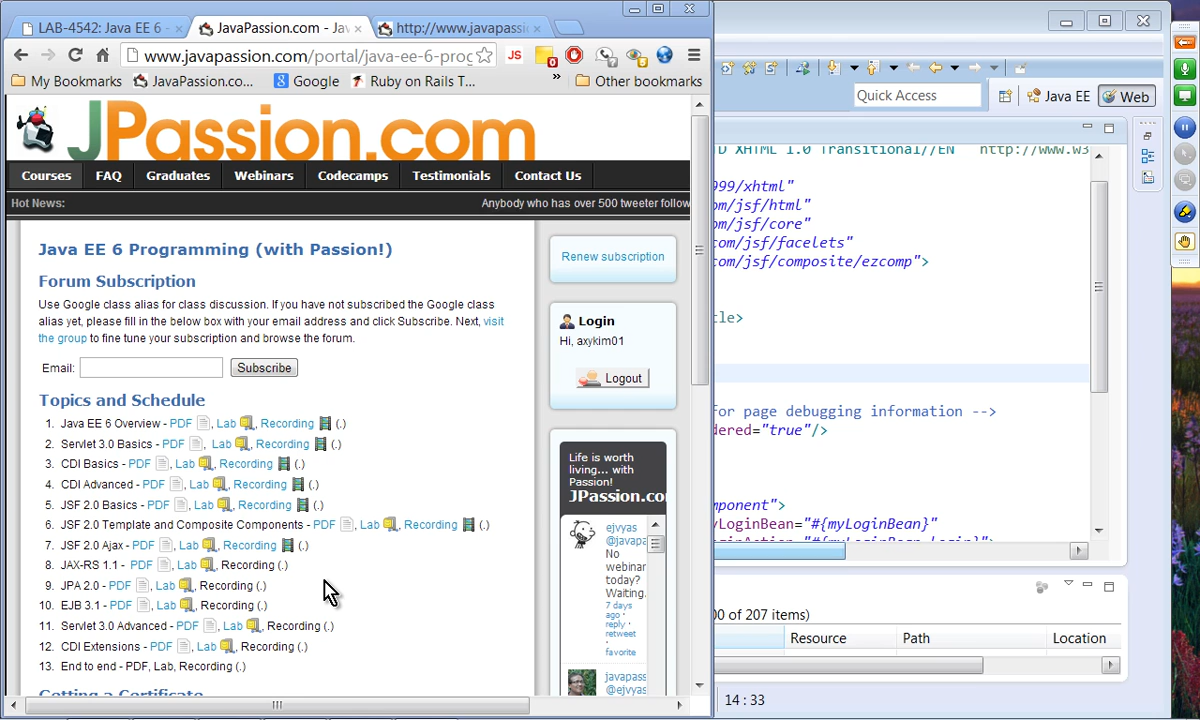 LAB-4542: Java EE 6 -
JavaPassion.com - Jav
http://www.javapassi
www.javapassion.com/portal/java-ee-6-proc
JS
0
?
My Bookmarks
JavaPassion.co...
Google
Ruby on Rails T...
»
Other bookmarks
JPassion.com
Courses
FAQ
Graduates
Webinars
Codecamps
Testimonials
Contact Us
Hot News:
Anybody who has over 500 tweeter follow
Java EE 6 Programming (with Passion!)
Forum Subscription
Use Google class alias for class discussion. If you have not subscribed the Google class
alias yet, please fill in the below box with your email address and click Subscribe. Next, visit
the group to fine tune your subscription and browse the forum.
Email:
Subscribe
Topics and Schedule
1. Java EE 6 Overview - PDF , Lab , Recording (.)
2. Servlet 3.0 Basics - PDF , Lab , Recording (.)
3. CDI Basics - PDF , Lab , Recording (.)
4. CDI Advanced - PDF , Lab , Recording (.)
5. JSF 2.0 Basics - PDF , Lab , Recording (.)
6. JSF 2.0 Template and Composite Components - PDF , Lab , Recording (.)
7. JSF 2.0 Ajax - PDF , Lab , Recording (.)
8. JAX-RS 1.1 - PDF , Lab , Recording (.)
9. JPA 2.0 - PDF , Lab , Recording (.)
10. EJB 3.1 - PDF , Lab , Recording (.)
11. Servlet 3.0 Advanced - PDF , Lab , Recording (.)
12. CDI Extensions - PDF , Lab , Recording (.)
13. End to end - PDF, Lab, Recording (.)
Getting a Certificate
Renew subscription
Login
Hi, axykim01
Logout
Life is worth
living... with
Passion!
JPassion.co
ejvyas
@javapa
No
webinar
today?
Waiting.
7 days
ago ·
reply ·
retweet
·
favorite
javapass
@ejvyas
Quick Access
Java EE
Web
D XHTML 1.0 Transitional//EN" "http://www.w3
999/xhtml"
om/jsf/html"
om/jsf/core"
com/jsf/facelets"
com/jsf/composite/ezcomp">
tle>
for page debugging information -->
dered="true"/>
mponent">
yLoginBean="#{myLoginBean}"
oginAction="#{myLoginBean.login}">
00 of 207 items)
Resource
Path
Location
14 : 33